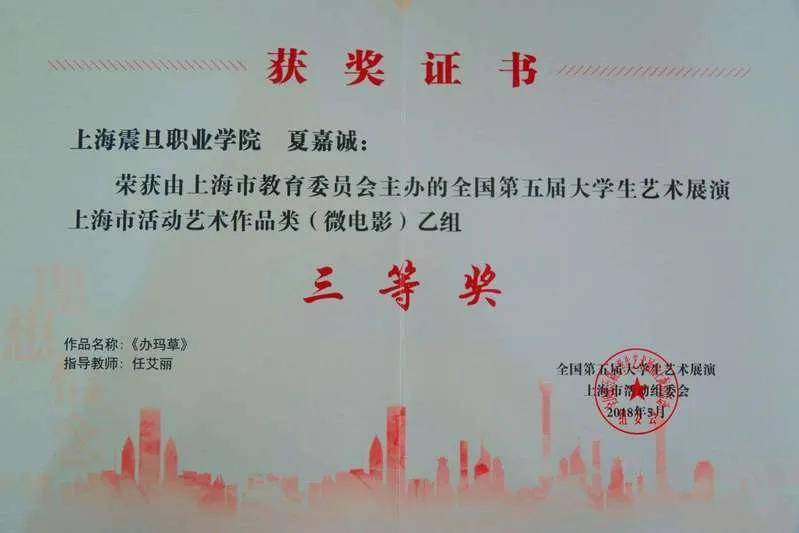 获奖证书
上海震旦职业学院 夏嘉诚：
荣获由上海市教育委员会主办的全国第五届大学生艺术展演
上海市活动艺术作品类（微电影）乙组
三等奖
作品名称：《办玛草》
指导教师：任艾丽
全国第五届大学生艺术展演
上海市活动组委会
2018年5月
组委会